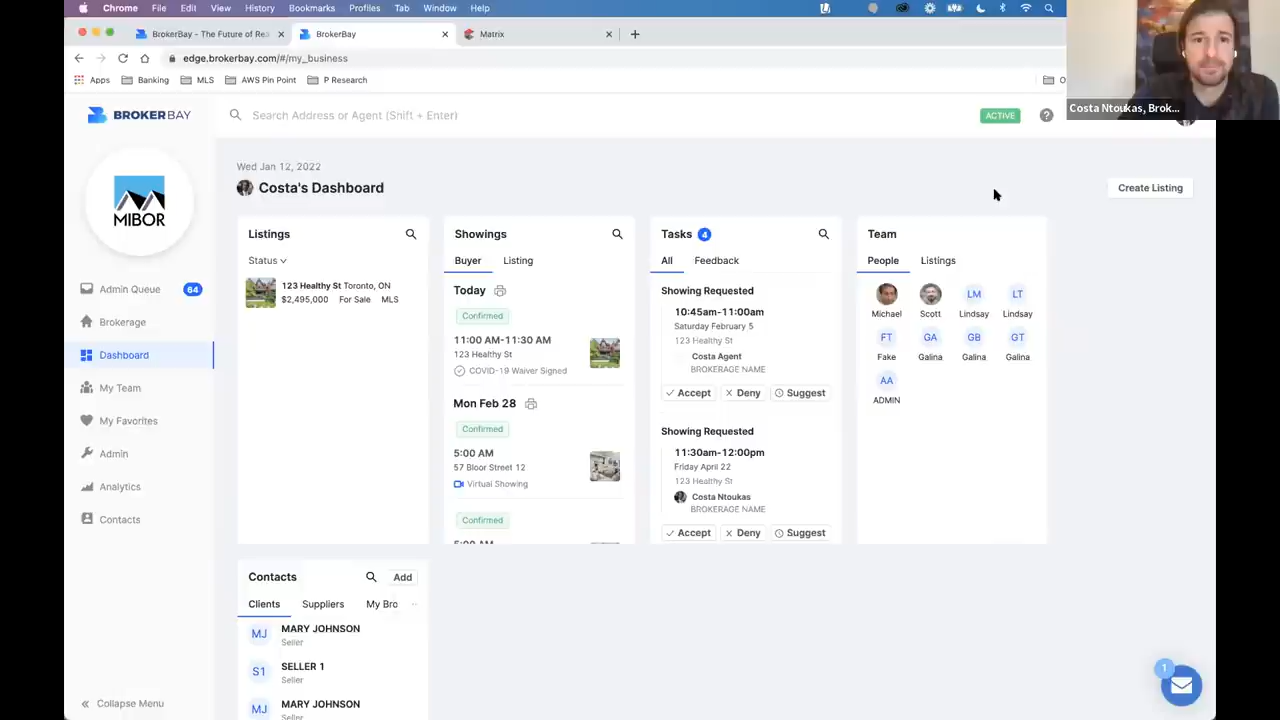 Chrome File Edit View History Bookmarks Profiles Tab Window Help
BrokerBay - The Future of Rea
BrokerBay
Matrix
edge.brokerbay.com/#/my_business
Apps Banking MLS AWS Pin Point P Research
Costa Ntoukas, Brok...
BROKERBAY
Search Address or Agent (Shift + Enter)
ACTIVE
MIBOR
Wed Jan 12, 2022
Costa's Dashboard
Create Listing
Admin Queue 64
Brokerage
Dashboard
My Team
My Favorites
Admin
Analytics
Contacts
Collapse Menu
Listings
Status
123 Healthy St Toronto, ON
$2,495,000 For Sale MLS
Showings
Buyer Listing
Today
Confirmed
11:00 AM-11:30 AM
123 Healthy St
COVID-19 Waiver Signed
Mon Feb 28
Confirmed
5:00 AM
57 Bloor Street 12
Virtual Showing
Confirmed
5:00 AM
Tasks 4
All Feedback
Showing Requested
10:45am-11:00am
Saturday February 5
123 Healthy St
Costa Agent
BROKERAGE NAME
Accept Deny Suggest
Showing Requested
11:30am-12:00pm
Friday April 22
123 Healthy St
Costa Ntoukas
BROKERAGE NAME
Accept Deny Suggest
Team
People Listings
Michael Scott
LM Lindsay
LT Lindsay
FT Fake
GA Galina
GB Galina
GT Galina
AA ADMIN
Contacts Add
Clients Suppliers My Bro
MJ MARY JOHNSON
Seller
S1 SELLER 1
Seller
MJ MARY JOHNSON
Seller
1